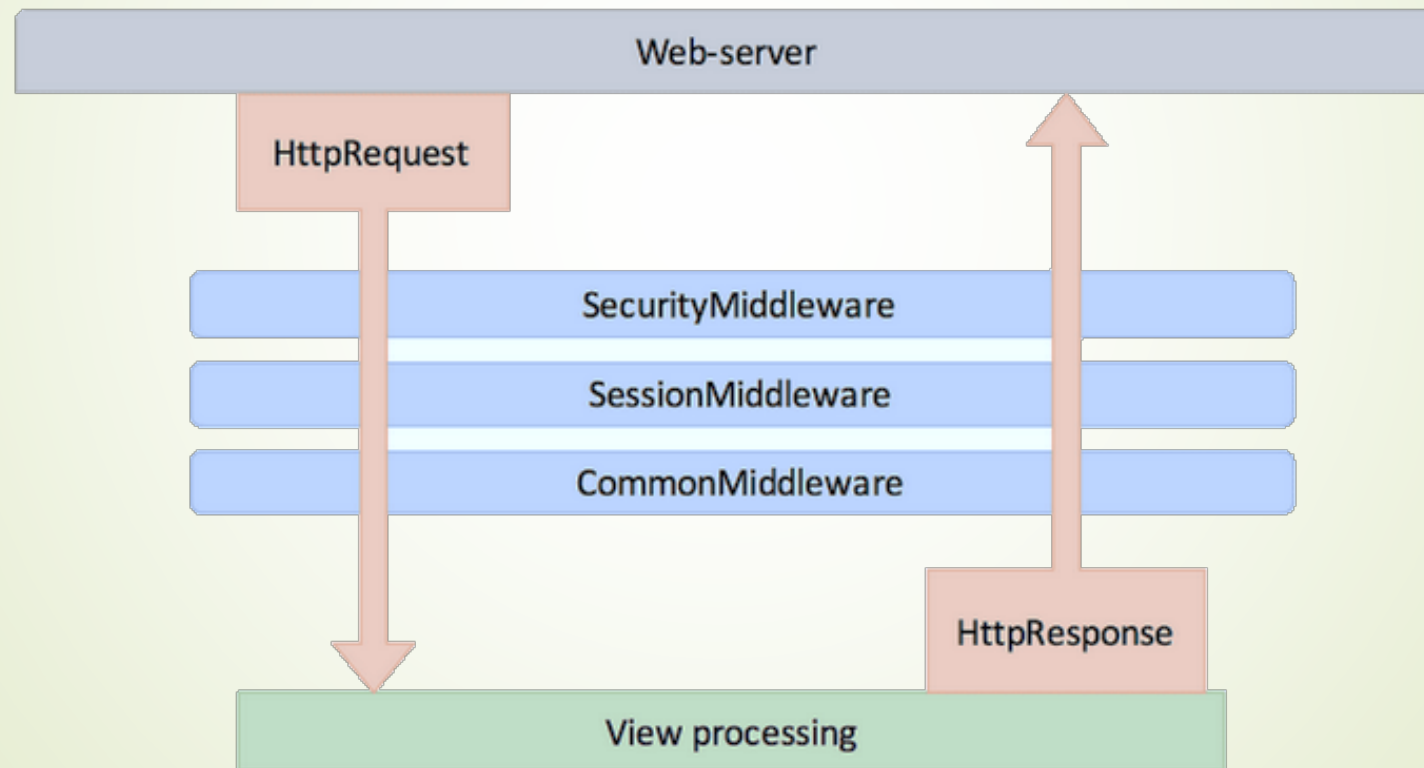 Web-server
HttpRequest
SecurityMiddleware
SessionMiddleware
CommonMiddleware
HttpResponse
View processing